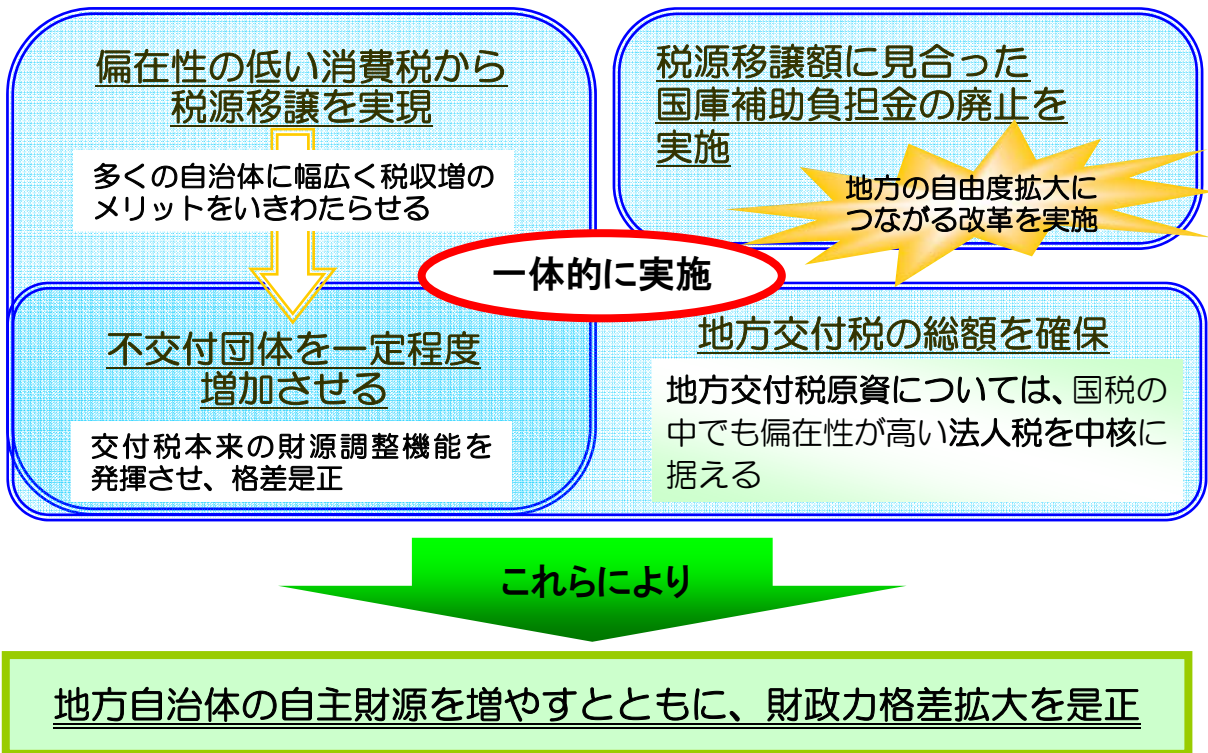 偏在性の低い消費税から
税源移譲を実現
多くの自治体に幅広く税収増の
メリットをいきわたらせる
税源移譲額に見合った
国庫補助負担金の廃止を
実施
地方の自由度拡大に
つながる改革を実施
一体的に実施
不交付団体を一定程度
増加させる
交付税本来の財源調整機能を
発揮させ、格差是正
地方交付税の総額を確保
地方交付税原資については、国税の
中でも偏在性が高い法人税を中核に
据える
これらにより
地方自治体の自主財源を増やすとともに、財政力格差拡大を是正